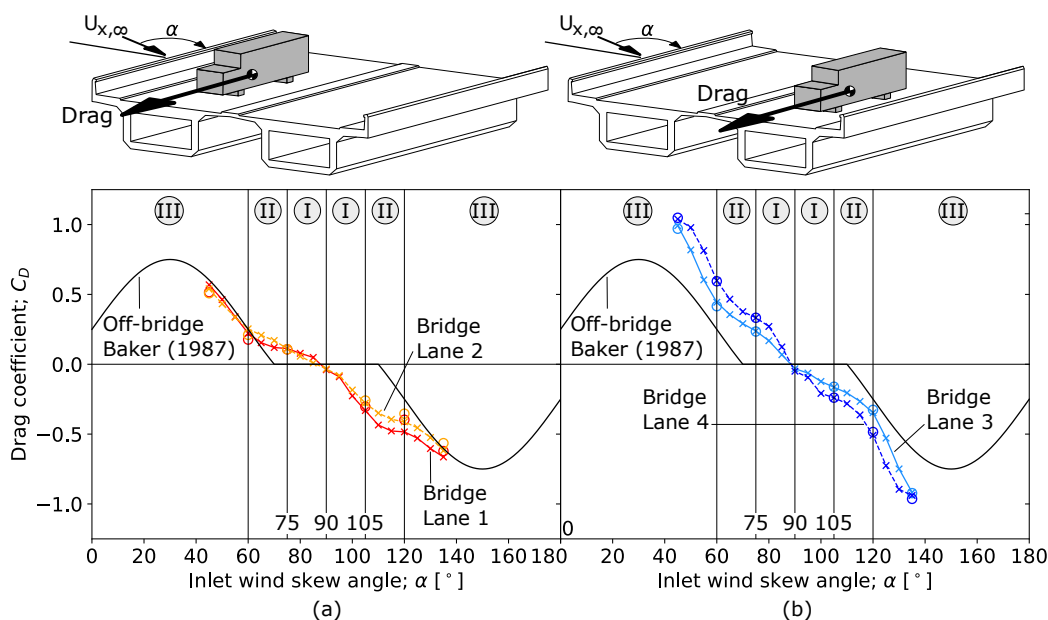 U_{x,∞}
α
Drag
U_{x,∞}
α
Drag
Drag coefficient; C_D
1.0
0.5
0.0
−0.5
−1.0
III
II
I
I
II
III
Off-bridge
Baker (1987)
Bridge
Lane 2
Bridge
Lane 1
75
90
105
0
20
40
60
80
100
120
140
160
180
Inlet wind skew angle; α [°]
(a)
III
II
I
I
II
III
Off-bridge
Baker (1987)
Bridge
Lane 4
Bridge
Lane 3
0
75
90
105
20
40
60
80
100
120
140
160
180
Inlet wind skew angle; α [°]
(b)